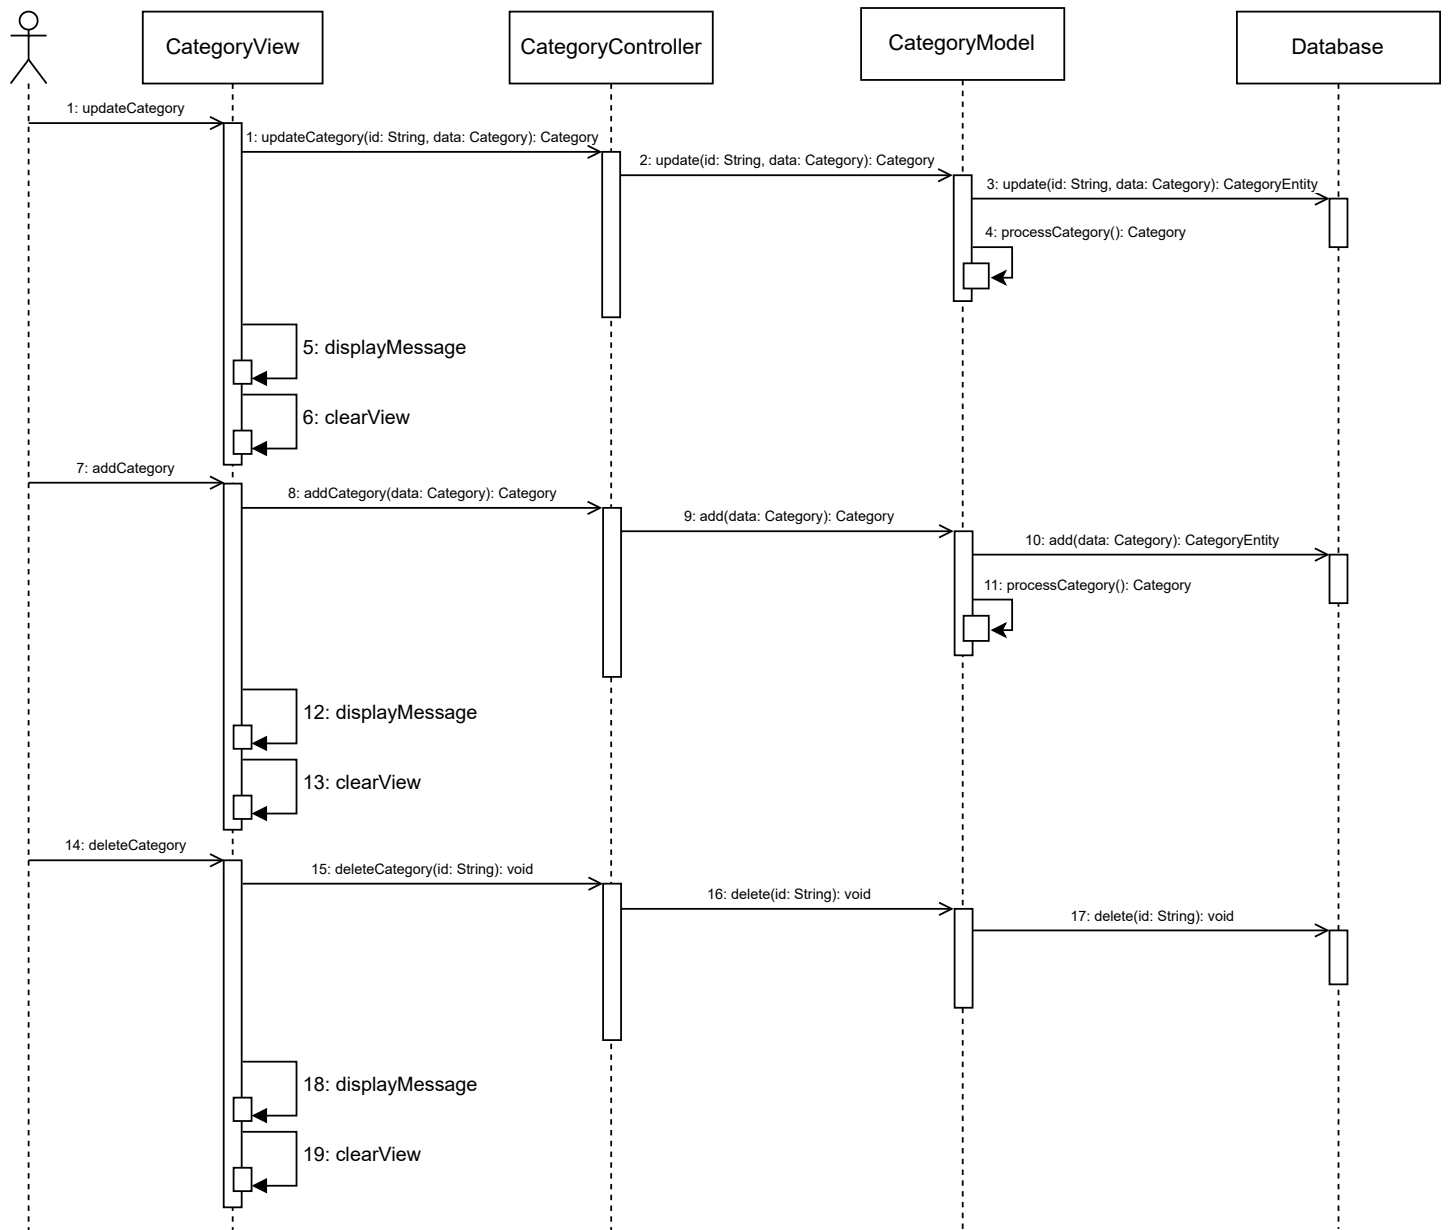 CategoryView
CategoryController
CategoryModel
Database
1: updateCategory
1: updateCategory(id: String, data: Category): Category
2: update(id: String, data: Category): Category
3: update(id: String, data: Category): CategoryEntity
4: processCategory(): Category
5: displayMessage
6: clearView
7: addCategory
8: addCategory(data: Category): Category
9: add(data: Category): Category
10: add(data: Category): CategoryEntity
11: processCategory(): Category
12: displayMessage
13: clearView
14: deleteCategory
15: deleteCategory(id: String): void
16: delete(id: String): void
17: delete(id: String): void
18: displayMessage
19: clearView